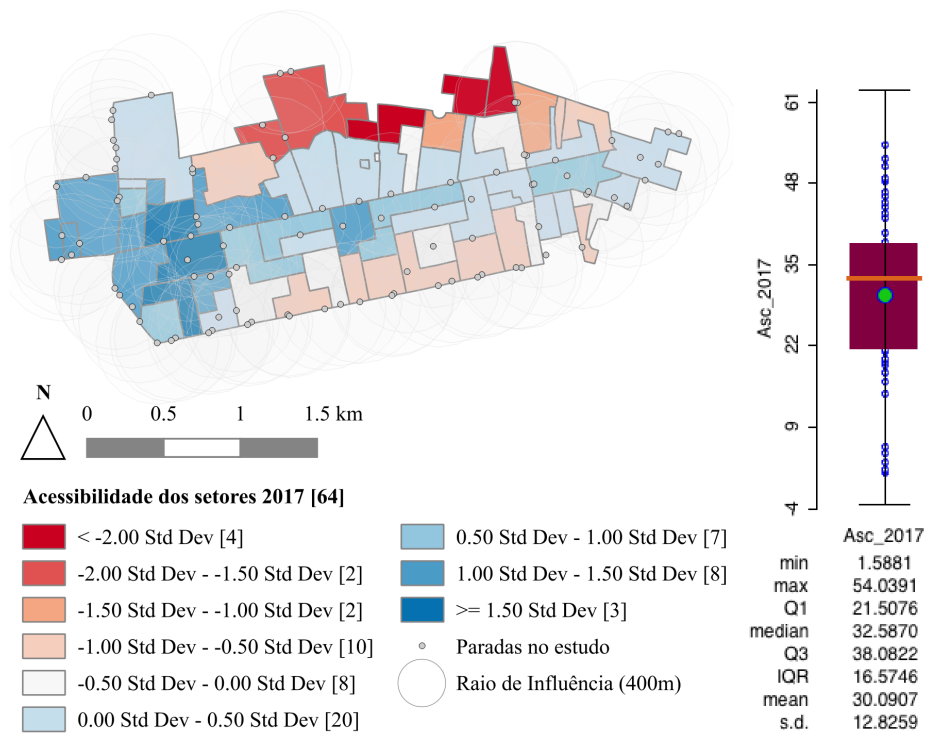 N
0 0.5 1 1.5 km
Acessibilidade dos setores 2017 [64]
< -2.00 Std Dev [4]
-2.00 Std Dev - -1.50 Std Dev [2]
-1.50 Std Dev - -1.00 Std Dev [2]
-1.00 Std Dev - -0.50 Std Dev [10]
-0.50 Std Dev - 0.00 Std Dev [8]
0.00 Std Dev - 0.50 Std Dev [20]
0.50 Std Dev - 1.00 Std Dev [7]
1.00 Std Dev - 1.50 Std Dev [8]
>= 1.50 Std Dev [3]
Paradas no estudo
Raio de Influência (400m)
61
48
35
22
9
-4
Asc_2017
Asc_2017
min 1.5881
max 54.0391
Q1 21.5076
median 32.5870
Q3 38.0822
IQR 16.5746
mean 30.0907
s.d. 12.8259